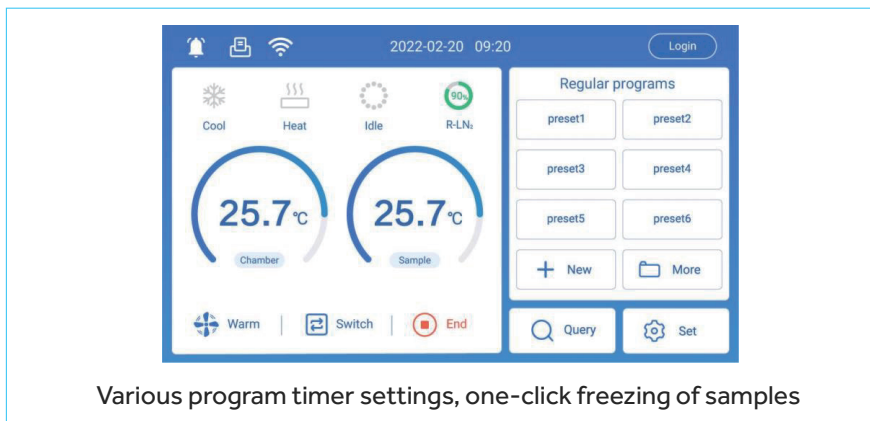 2022-02-20 09:20
Login
Cool Heat Idle 90% R-LN₂
25.7 ℃
Chamber
25.7 ℃
Sample
Warm Switch End
Regular programs
preset1 preset2
preset3 preset4
preset5 preset6
New More
Query Set
Various program timer settings, one-click freezing of samples